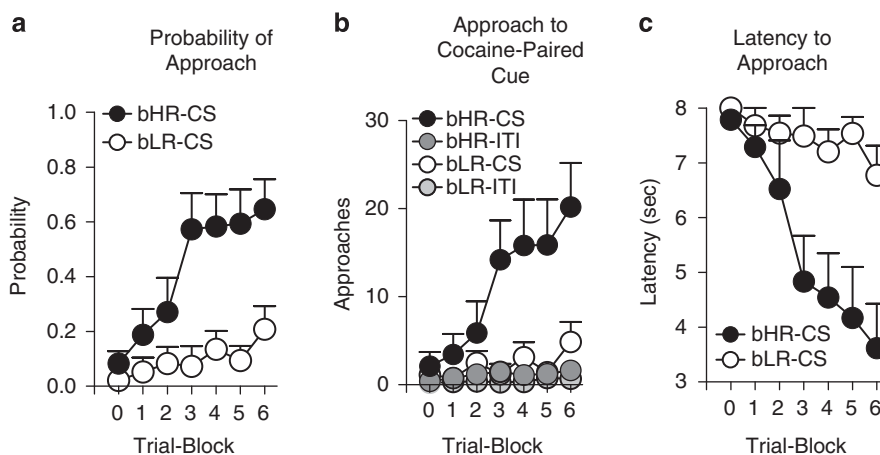 a
Probability of
Approach
1.0
0.8
0.6
0.4
0.2
0.0
Probability
bHR-CS
bLR-CS
0 1 2 3 4 5 6
Trial-Block
b
Approach to
Cocaine-Paired
Cue
30
20
10
0
Approaches
bHR-CS
bHR-ITI
bLR-CS
bLR-ITI
0 1 2 3 4 5 6
Trial-Block
c
Latency to
Approach
8
7
6
5
4
3
Latency (sec)
bHR-CS
bLR-CS
0 1 2 3 4 5 6
Trial-Block